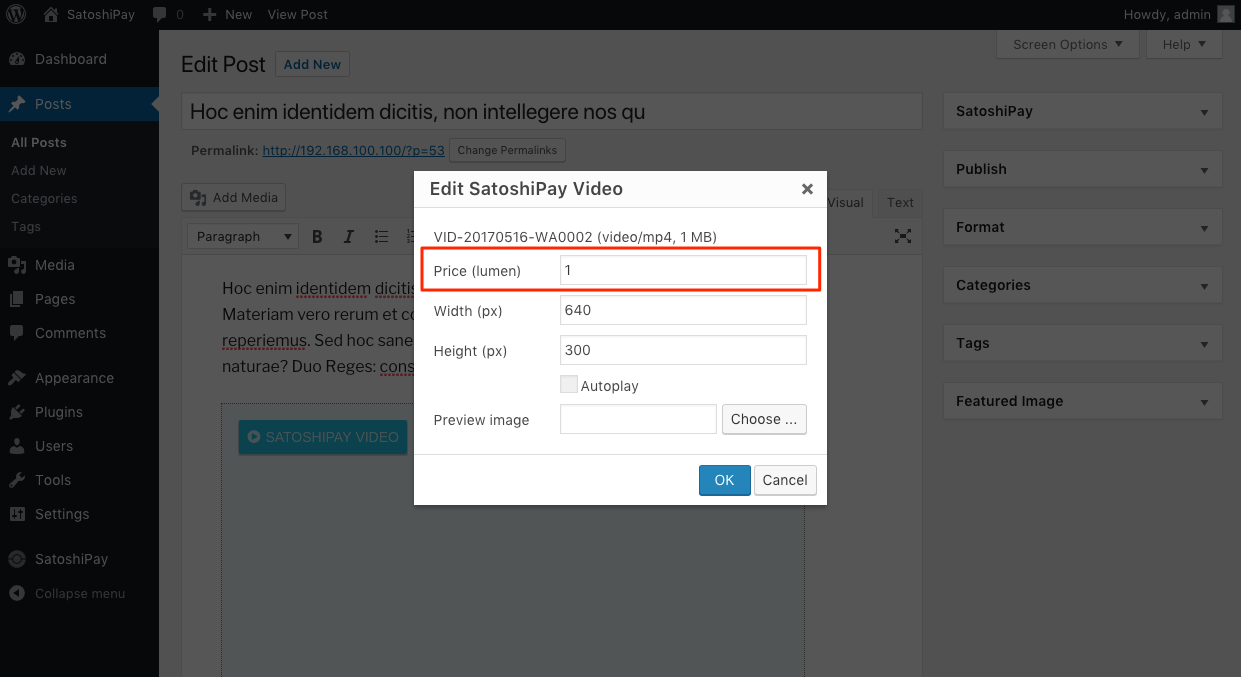 SatoshiPay 0 New View Post Howdy, admin
Screen Options Help
Dashboard
Posts
All Posts
Add New
Categories
Tags
Media
Pages
Comments
Appearance
Plugins
Users
Tools
Settings
SatoshiPay
Collapse menu
Edit Post Add New
Hoc enim identidem dicitis, non intellegere nos qu
Permalink: http://192.168.100.100/?p=53 Change Permalinks
Add Media
Visual Text
Paragraph B I
Hoc enim identidem dicitis
Materiam vero rerum et
reperiemus. Sed hoc sane
naturae? Duo Reges:
SATOSHIPAY VIDEO
Edit SatoshiPay Video
VID-20170516-WA0002 (video/mp4, 1 MB)
Price (lumen) 1
Width (px) 640
Height (px) 300
Autoplay
Preview image Choose ...
OK Cancel
SatoshiPay
Publish
Format
Categories
Tags
Featured Image